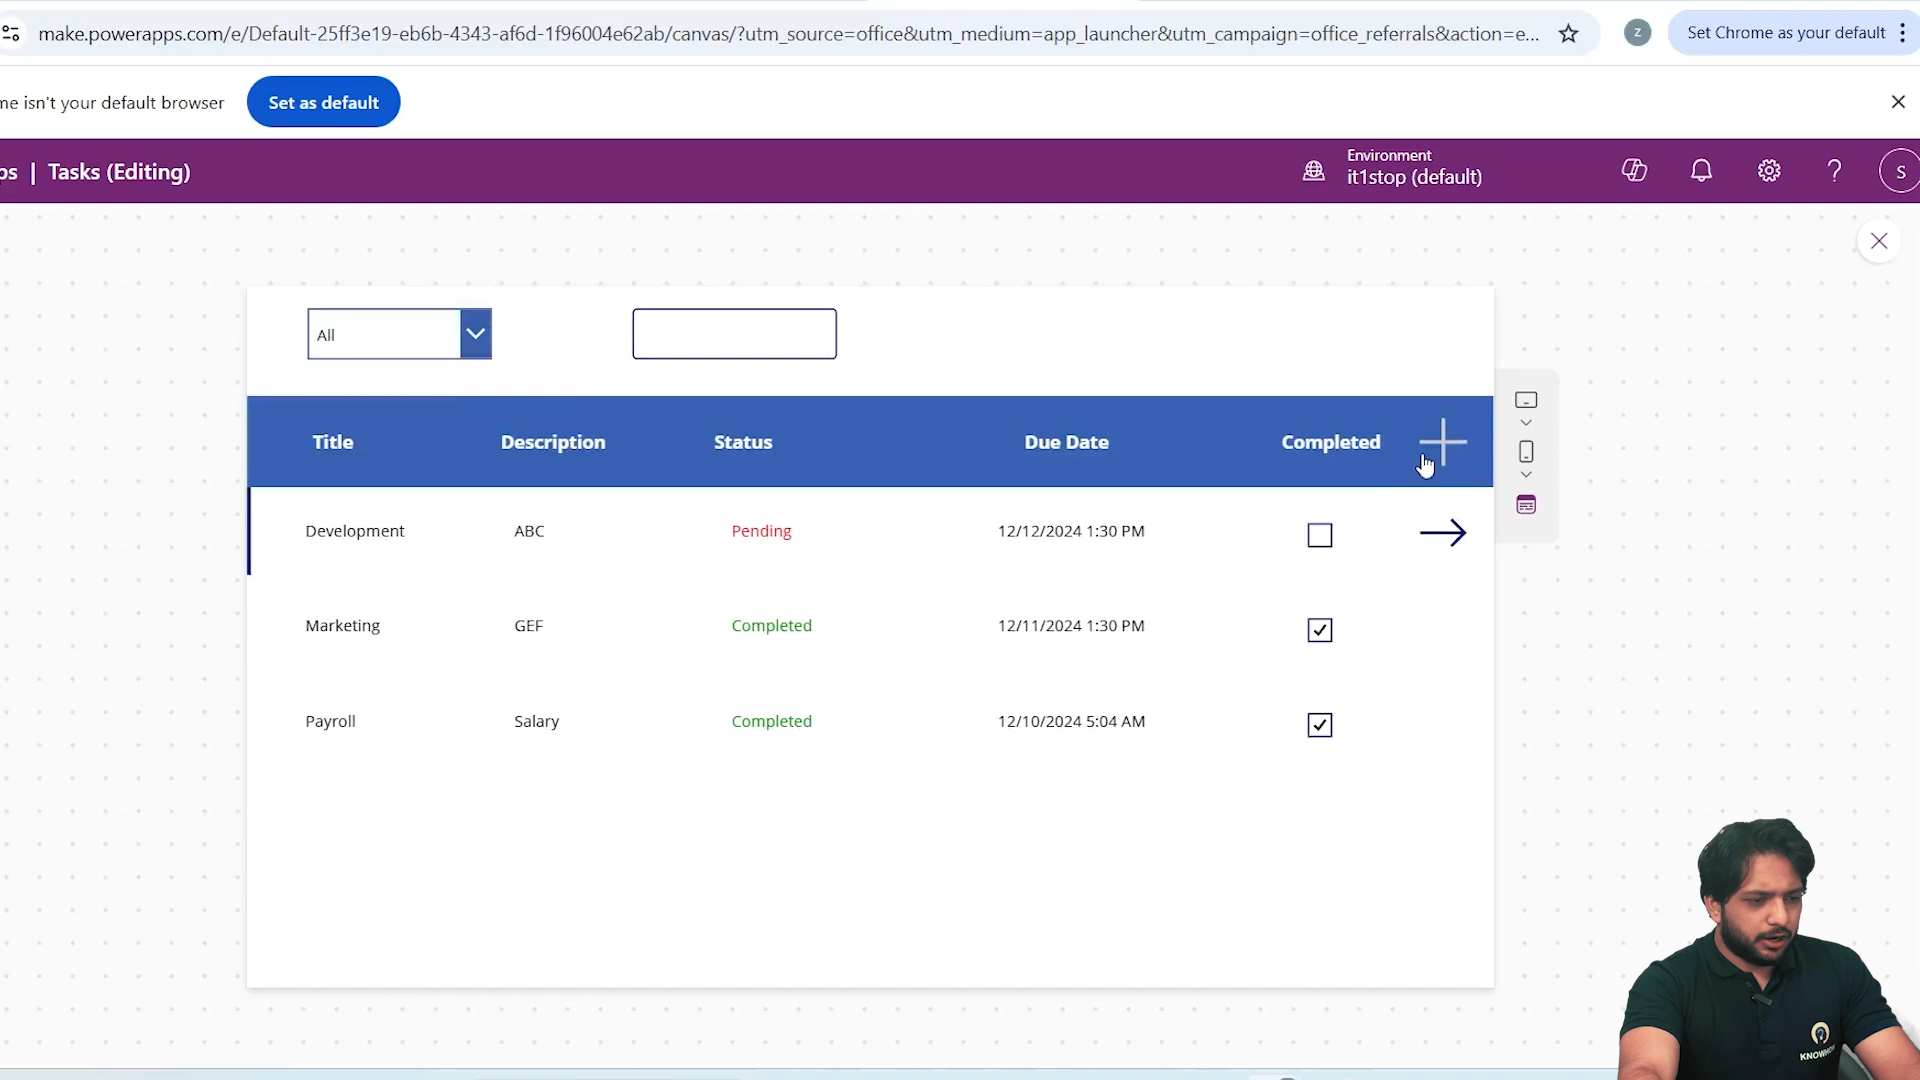 make.powerapps.com/e/Default-25ff3e19-eb6b-4343-af6d-1f96004e62ab/canvas/?utm_source=office&utm_medium=app_launcher&utm_campaign=office_referrals&action=e...
Z
Set Chrome as your default
me isn't your default browser
Set as default
ps | Tasks (Editing)
Environment
it1stop (default)
?
S
All
Title Description Status Due Date Completed
Development ABC Pending 12/12/2024 1:30 PM
Marketing GEF Completed 12/11/2024 1:30 PM
Payroll Salary Completed 12/10/2024 5:04 AM